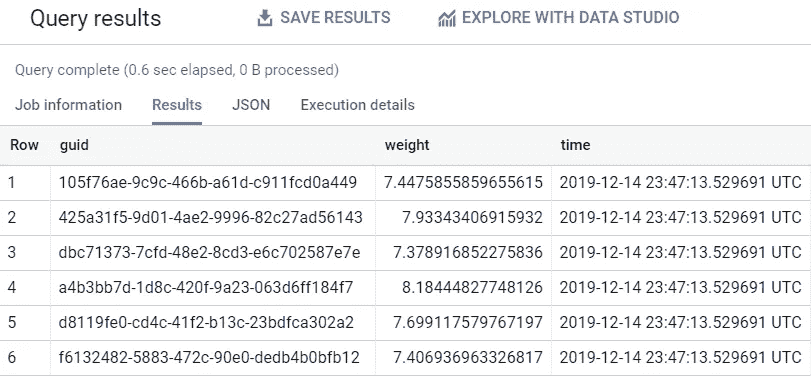 Query results SAVE RESULTS EXPLORE WITH DATA STUDIO
Query complete (0.6 sec elapsed, 0 B processed)
Job information Results JSON Execution details
Row guid weight time
1 105f76ae-9c9c-466b-a61d-c911fcd0a449 7.4475855859655615 2019-12-14 23:47:13.529691 UTC
2 425a31f5-9d01-4ae2-9996-82c27ad56143 7.93343406915932 2019-12-14 23:47:13.529691 UTC
3 dbc71373-7cfd-48e2-8cd3-e6c702587e7e 7.378916852275836 2019-12-14 23:47:13.529691 UTC
4 a4b3bb7d-1d8c-420f-9a23-063d6ff184f7 8.18444827748126 2019-12-14 23:47:13.529691 UTC
5 d8119fe0-cd4c-41f2-b13c-23bdfca302a2 7.699117579767197 2019-12-14 23:47:13.529691 UTC
6 f6132482-5883-472c-90e0-dedb4b0bfb12 7.406936963326817 2019-12-14 23:47:13.529691 UTC